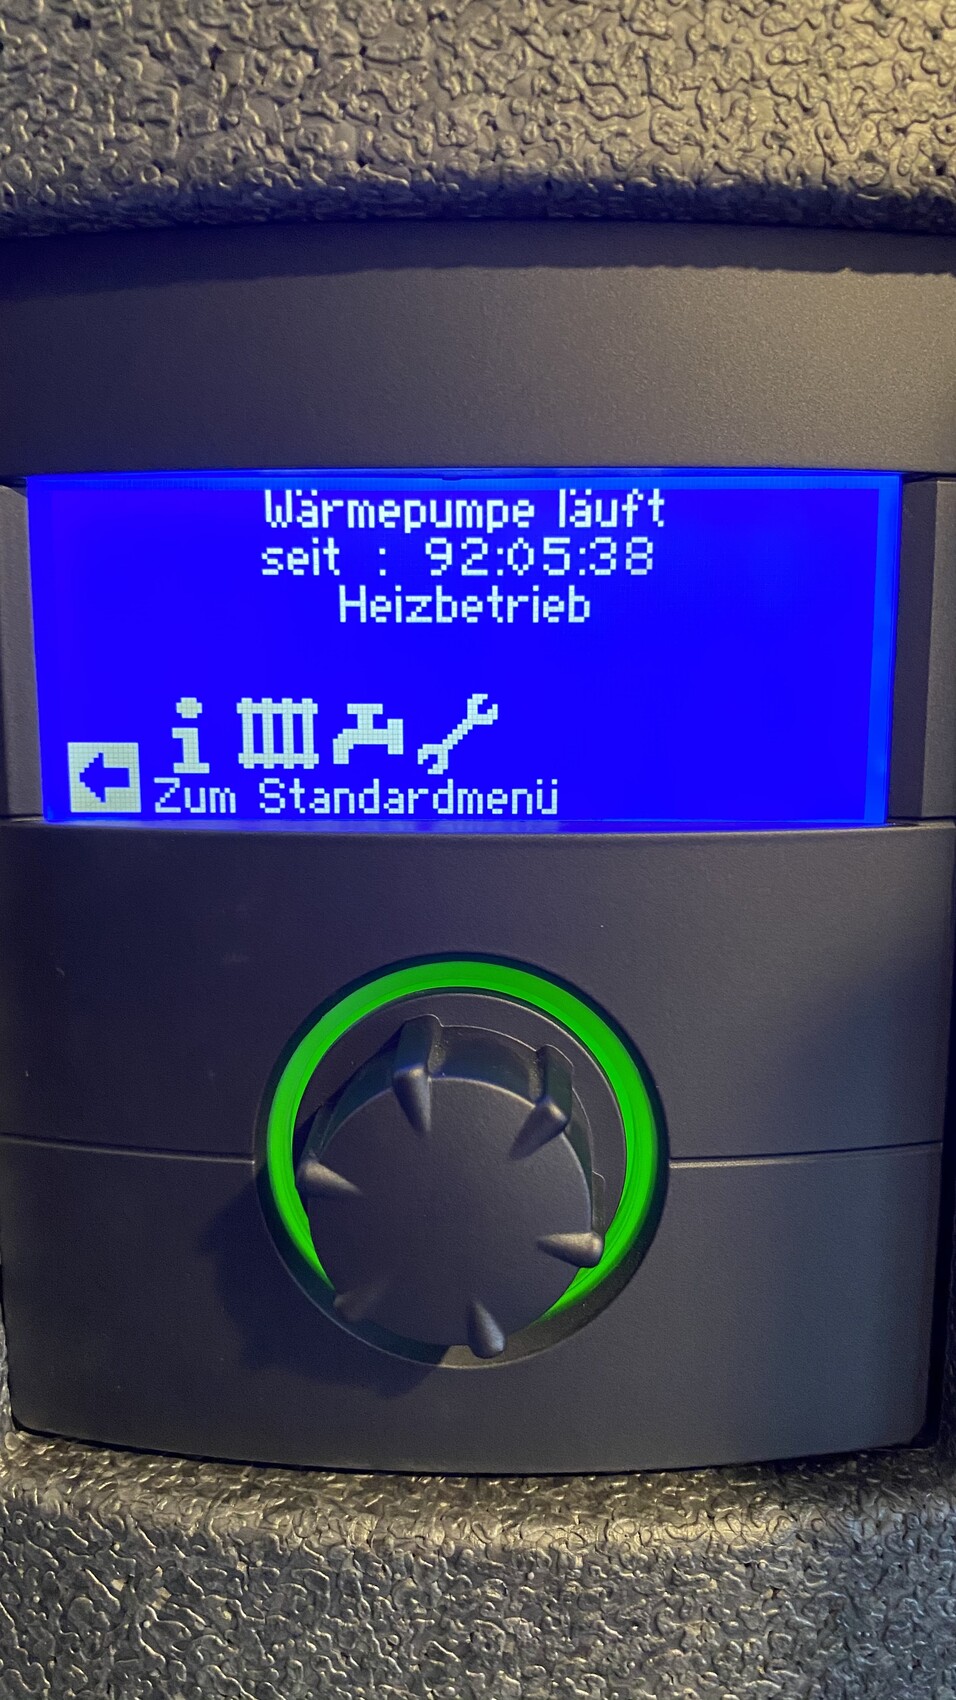 Wärmepumpe läuft
seit : 92:05:38
Heizbetrieb
Zum Standardmenü